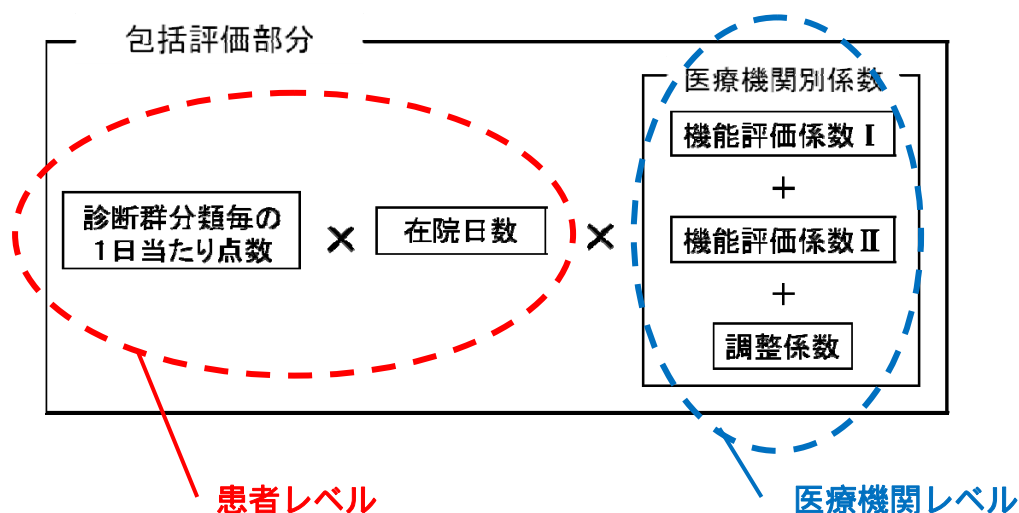 包括評価部分
医療機関別係数
機能評価係数Ⅰ
＋
機能評価係数Ⅱ
＋
調整係数
診断群分類毎の
１日当たり点数
×
在院日数
×
患者レベル
医療機関レベル